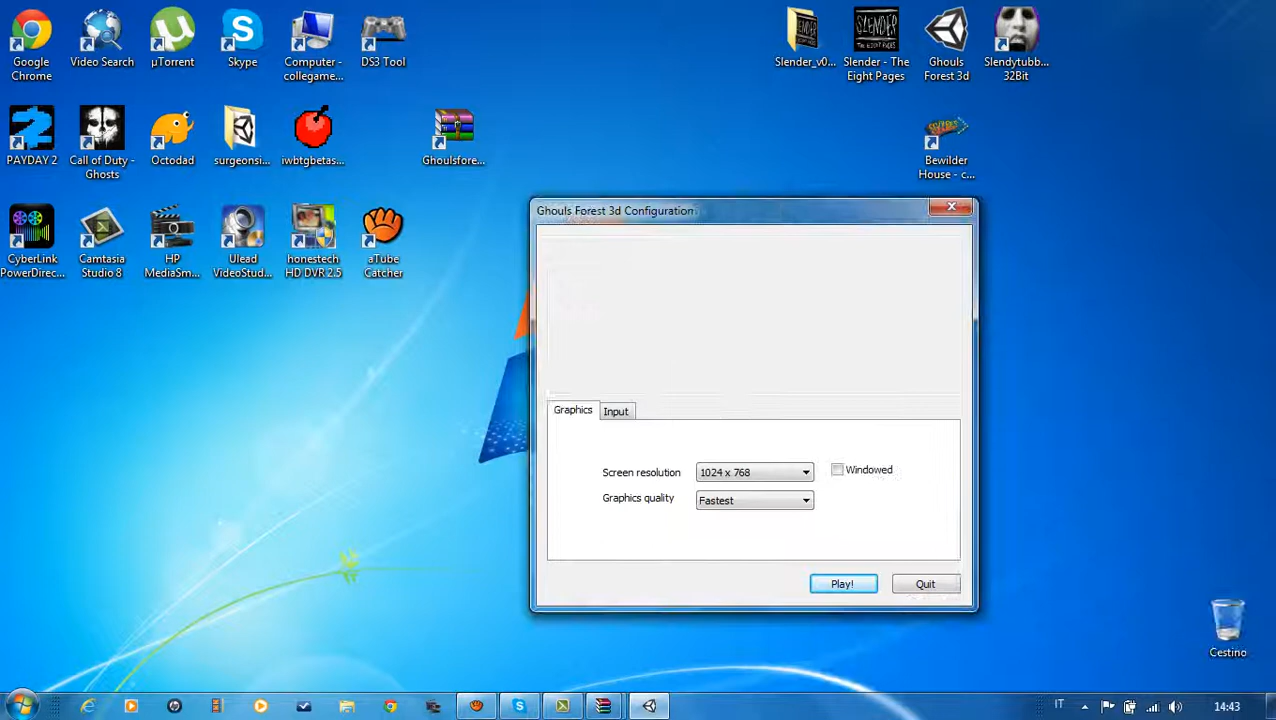 Google
Chrome
Video Search
µTorrent
Skype
Computer -
collegame...
DS3 Tool
Slender_v0...
SLENDER
Slender - The
Eight Pages
Ghouls
Forest 3d
Slendytubb...
32Bit
PAYDAY 2
Call of Duty -
Ghosts
Octodad
surgeonsi...
iwbtgbetas...
Ghoulsfore...
Bewilder
House - c...
CyberLink
PowerDirec...
Camtasia
Studio 8
HP
MediaSm...
Ulead
VideoStud...
honestech
HD DVR 2.5
aTube
Catcher
Ghouls Forest 3d Configuration
Graphics
Input
Screen resolution
1024 x 768
Windowed
Graphics quality
Fastest
Play!
Quit
Cestino
IT
14:43